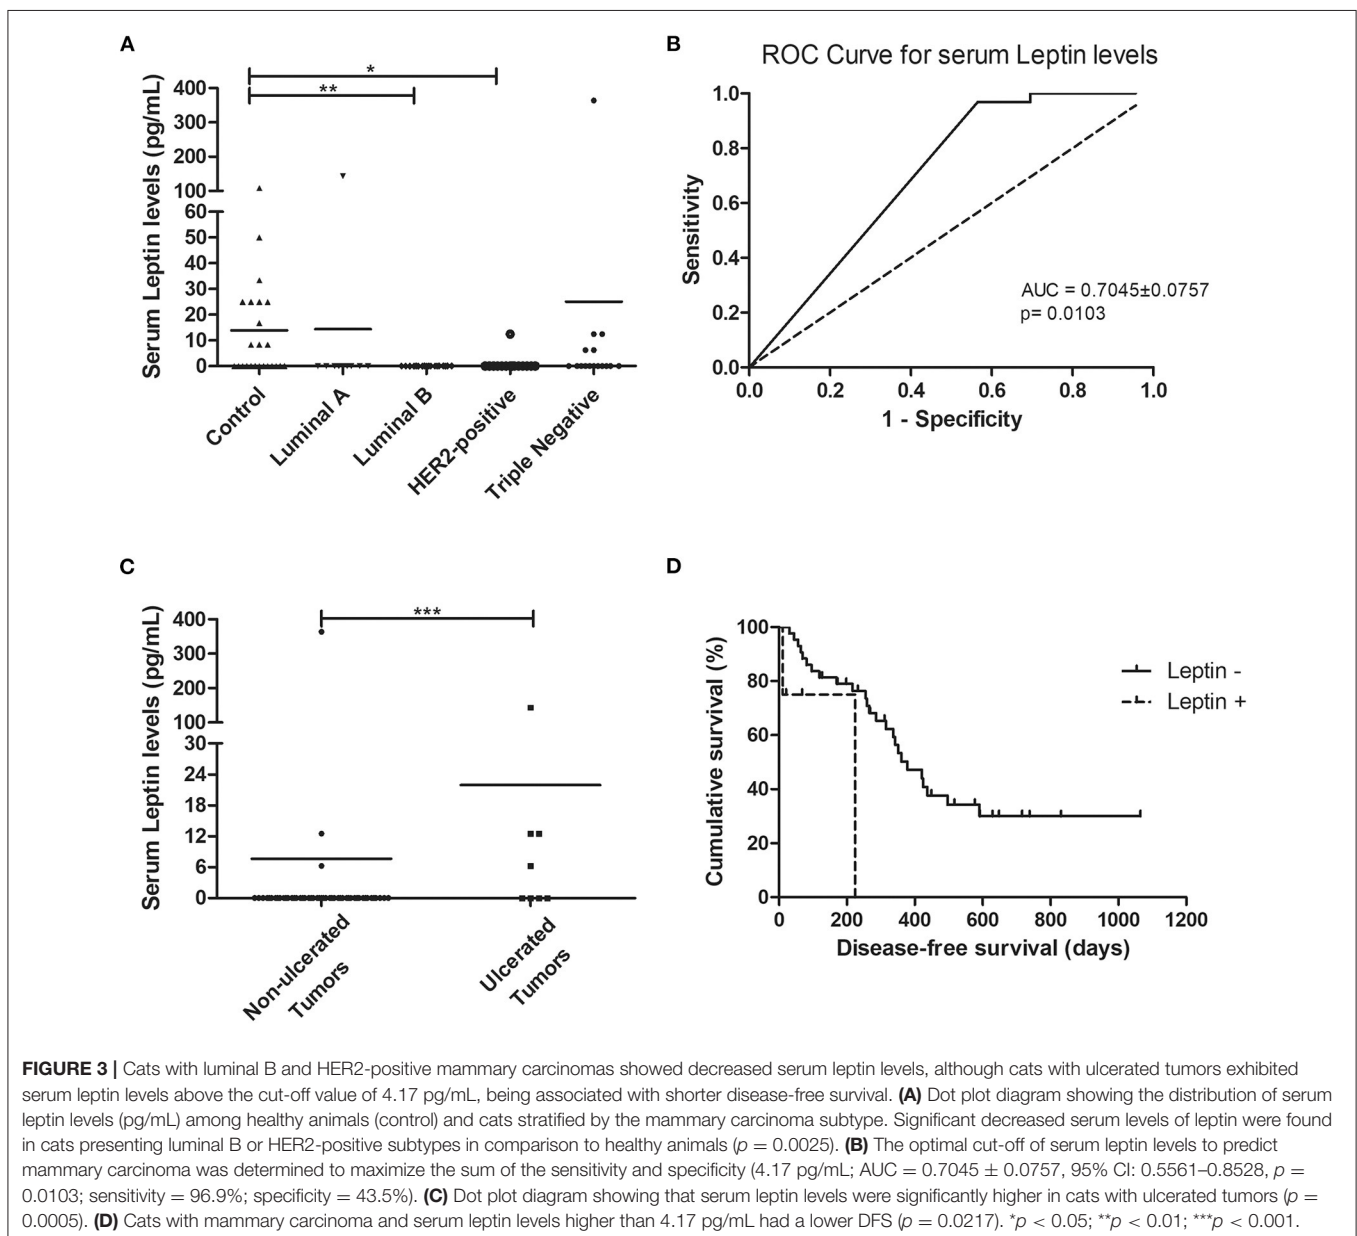 A
Serum Leptin levels (pg/mL)
400
300
200
100
60
50
40
30
20
10
0
*
**
Control
Luminal A
Luminal B
HER2-positive
Triple Negative
B
ROC Curve for serum Leptin levels
Sensitivity
1.0
0.8
0.6
0.4
0.2
0.0
AUC = 0.7045±0.0757
p= 0.0103
0.0 0.2 0.4 0.6 0.8 1.0
1 - Specificity
C
Serum Leptin levels (pg/mL)
400
300
200
100
30
24
18
12
6
0
***
Non-ulcerated
Tumors
Ulcerated
Tumors
D
Cumulative survival (%)
100
80
60
40
20
0
Leptin -
Leptin +
0 200 400 600 800 1000 1200
Disease-free survival (days)
FIGURE 3 | Cats with luminal B and HER2-positive mammary carcinomas showed decreased serum leptin levels, although cats with ulcerated tumors exhibited
serum leptin levels above the cut-off value of 4.17 pg/mL, being associated with shorter disease-free survival. (A) Dot plot diagram showing the distribution of serum
leptin levels (pg/mL) among healthy animals (control) and cats stratified by the mammary carcinoma subtype. Significant decreased serum levels of leptin were found
in cats presenting luminal B or HER2-positive subtypes in comparison to healthy animals (p = 0.0025). (B) The optimal cut-off of serum leptin levels to predict
mammary carcinoma was determined to maximize the sum of the sensitivity and specificity (4.17 pg/mL; AUC = 0.7045 ± 0.0757, 95% CI: 0.5561–0.8528, p =
0.0103; sensitivity = 96.9%; specificity = 43.5%). (C) Dot plot diagram showing that serum leptin levels were significantly higher in cats with ulcerated tumors (p =
0.0005). (D) Cats with mammary carcinoma and serum leptin levels higher than 4.17 pg/mL had a lower DFS (p = 0.0217). *p < 0.05; **p < 0.01; ***p < 0.001.